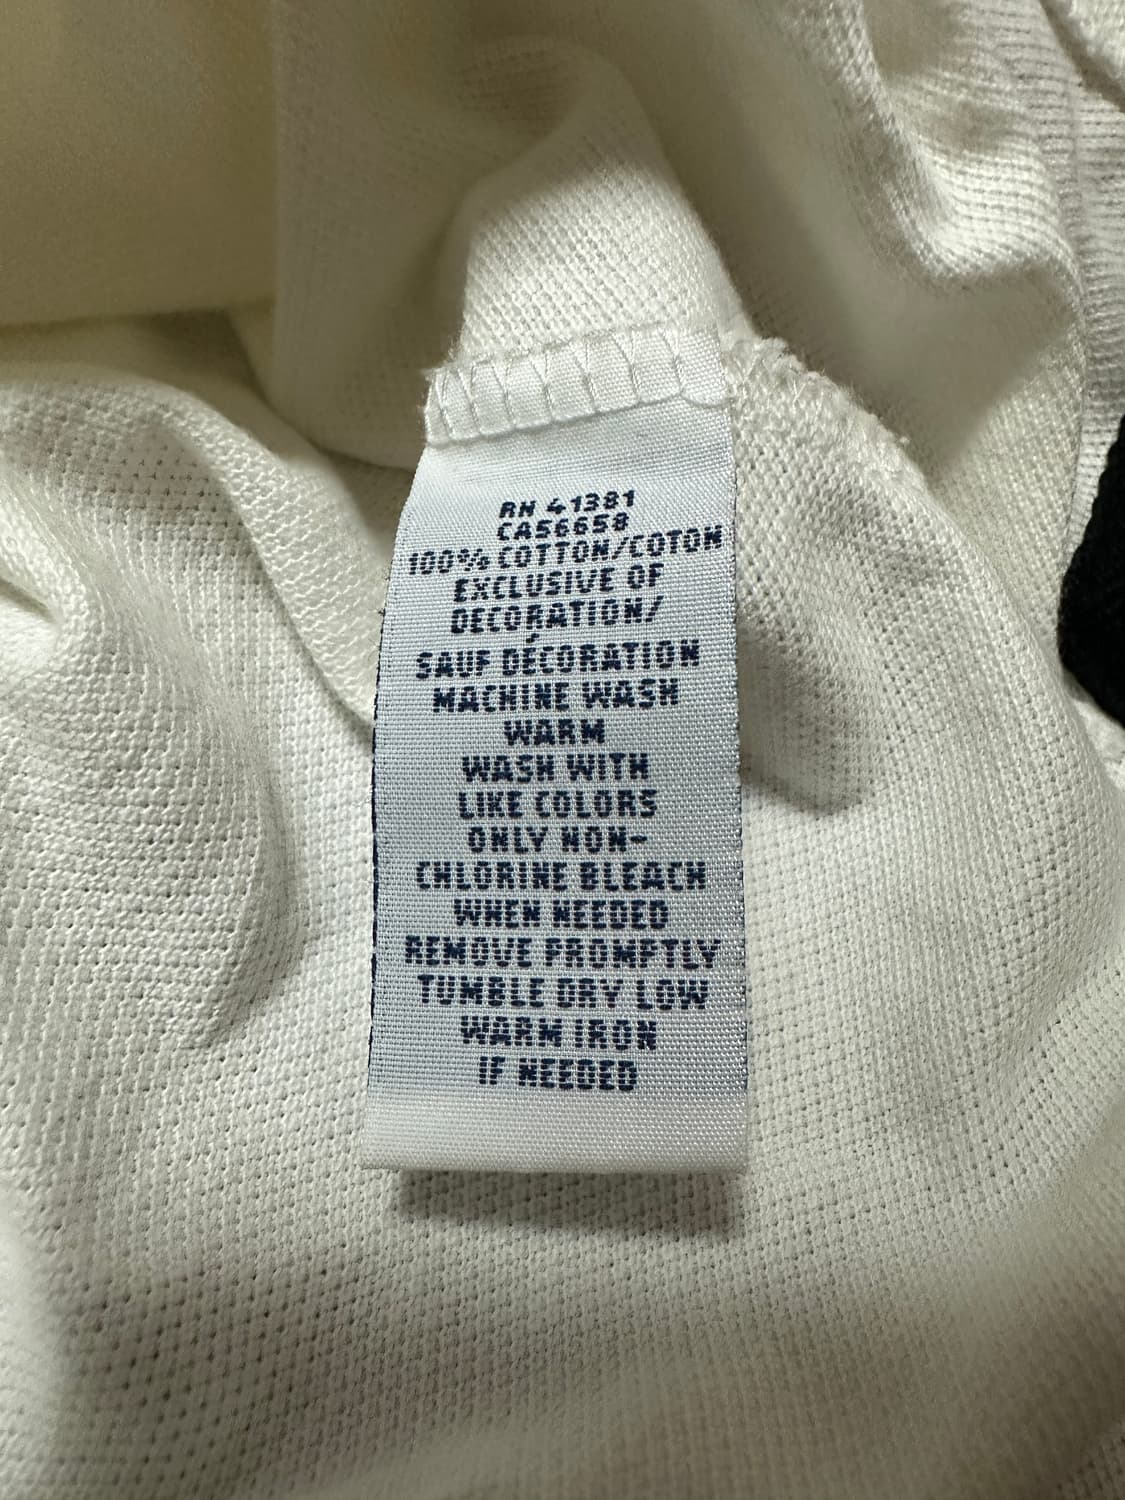 RN 41381
CA56658
100% COTTON/COTON
EXCLUSIVE OF
DECORATION/
SAUF DÉCORATION
MACHINE WASH
WARM
WASH WITH
LIKE COLORS
ONLY NON-
CHLORINE BLEACH
WHEN NEEDED
REMOVE PROMPTLY
TUMBLE DRY LOW
WARM IRON
IF NEEDED